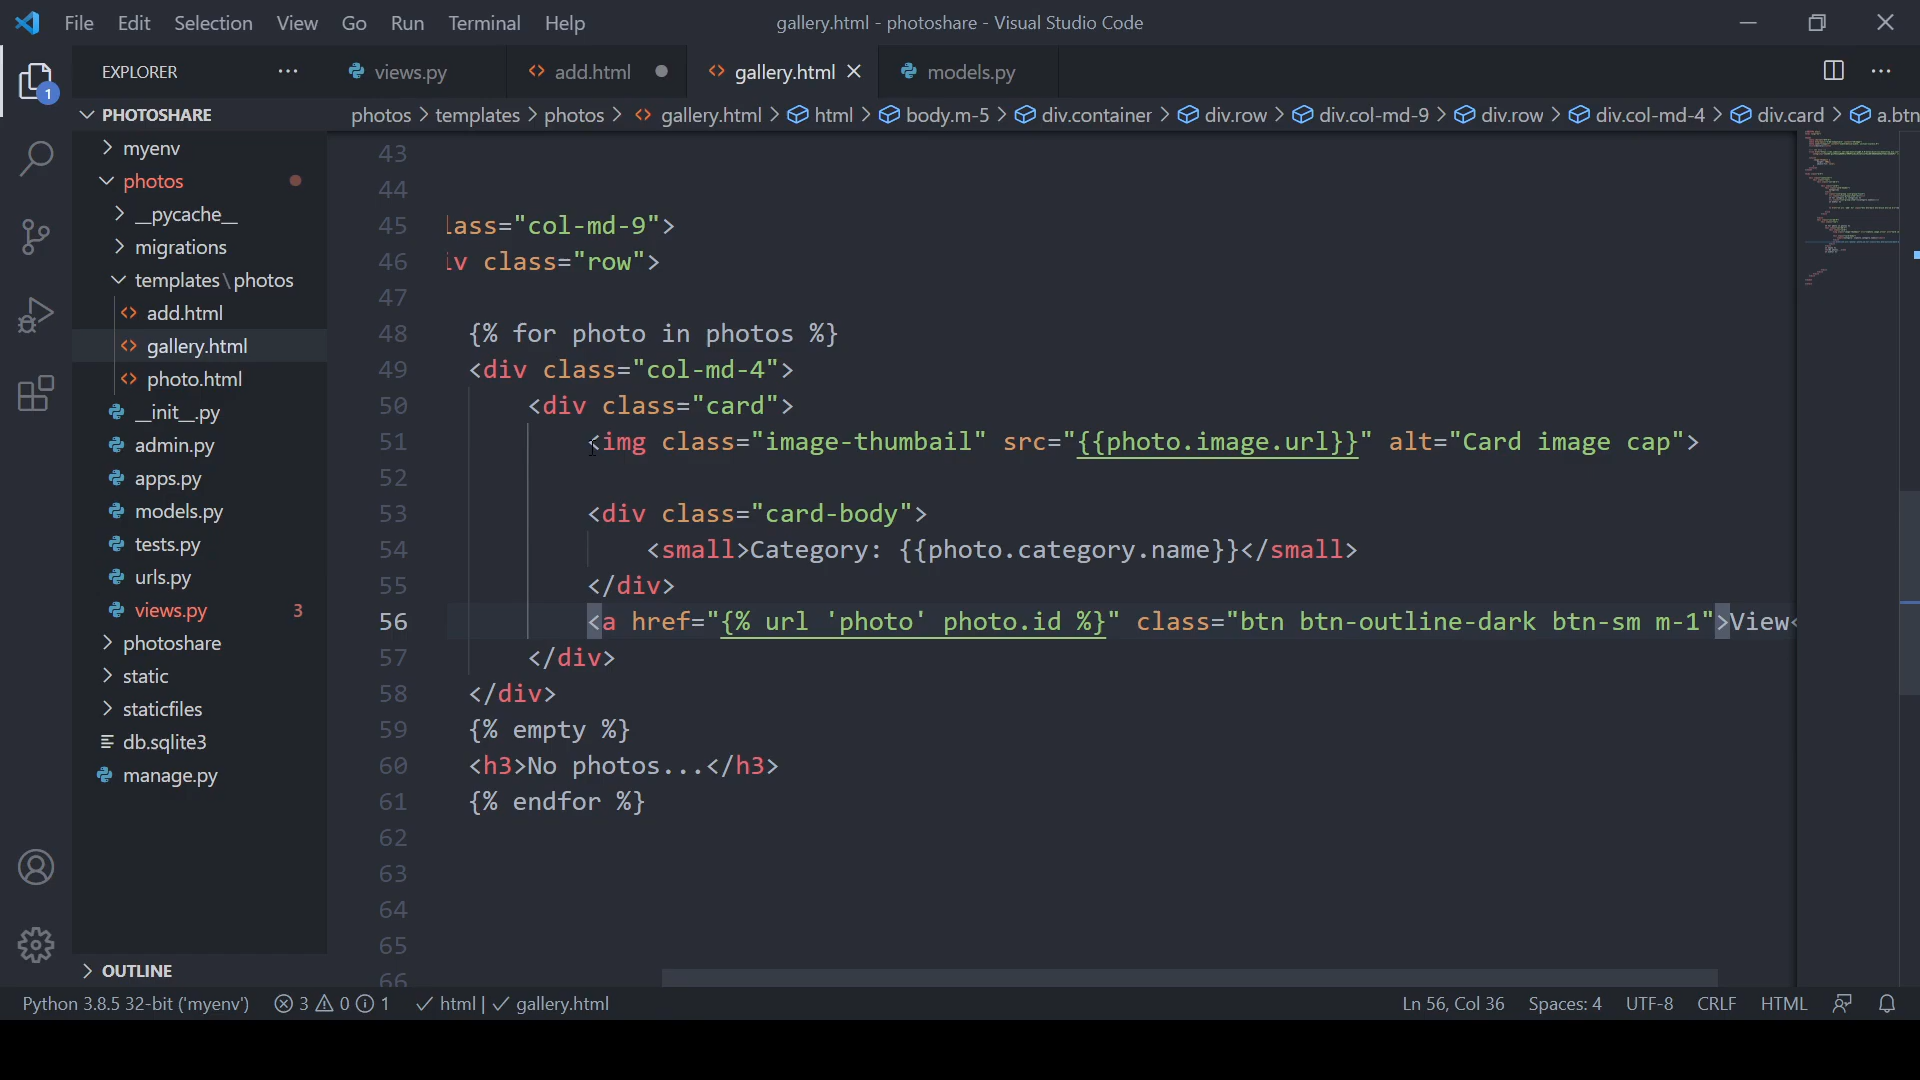 File Edit Selection View Go Run Terminal Help gallery.html - photoshare - Visual Studio Code
EXPLORER ··· views.py add.html gallery.html models.py ···
1
PHOTOSHARE photos > templates > photos > gallery.html > html > body.m-5 > div.container > div.row > div.col-md-9 > div.row > div.col-md-4 > div.card > a.btn
myenv
photos
__pycache__
migrations
templates\photos
add.html
gallery.html
photo.html
__init__.py
admin.py
apps.py
models.py
tests.py
urls.py
views.py 3
photoshare
static
staticfiles
db.sqlite3
manage.py
OUTLINE
43
44
45 lass="col-md-9">
46 iv class="row">
47
48 {% for photo in photos %}
49 <div class="col-md-4">
50 <div class="card">
51 <img class="image-thumbail" src="{{photo.image.url}}" alt="Card image cap">
52
53 <div class="card-body">
54 <small>Category: {{photo.category.name}}</small>
55 </div>
56 <a href="{% url 'photo' photo.id %}" class="btn btn-outline-dark btn-sm m-1">View<
57 </div>
58 </div>
59 {% empty %}
60 <h3>No photos...</h3>
61 {% endfor %}
62
63
64
65
66
Python 3.8.5 32-bit ('myenv') 3 0 1 html | gallery.html Ln 56, Col 36 Spaces: 4 UTF-8 CRLF HTML